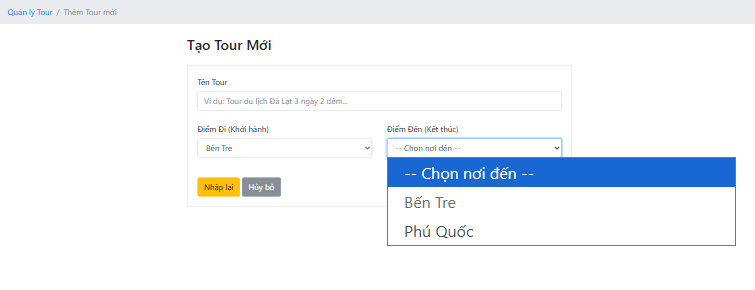 Quản lý Tour / Thêm Tour mới
Tạo Tour Mới
Tên Tour
Ví dụ: Tour du lịch Đà Lạt 3 ngày 2 đêm...
Điểm Đi (Khởi hành)
Điểm Đến (Kết thúc)
Bến Tre
-- Chọn nơi đến --
-- Chọn nơi đến --
Bến Tre
Phú Quốc
Nhập lại
Hủy bỏ